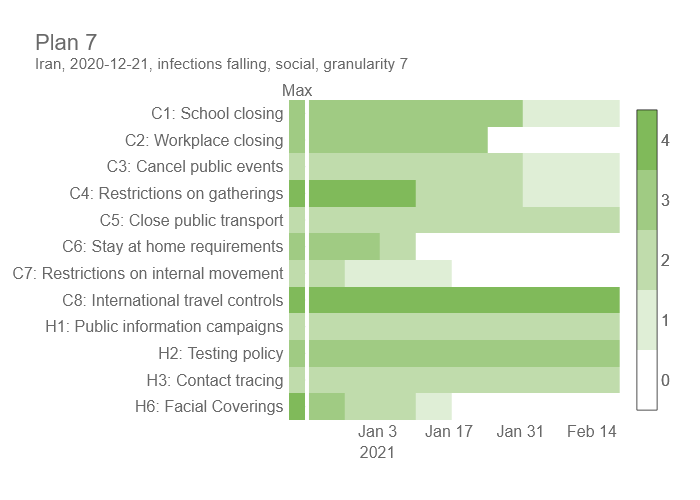 Plan 7
Iran, 2020-12-21, infections falling, social, granularity 7
Max
C1: School closing
C2: Workplace closing
C3: Cancel public events
C4: Restrictions on gatherings
C5: Close public transport
C6: Stay at home requirements
C7: Restrictions on internal movement
C8: International travel controls
H1: Public information campaigns
H2: Testing policy
H3: Contact tracing
H6: Facial Coverings
Jan 3 Jan 17 Jan 31 Feb 14
2021
4
3
2
1
0